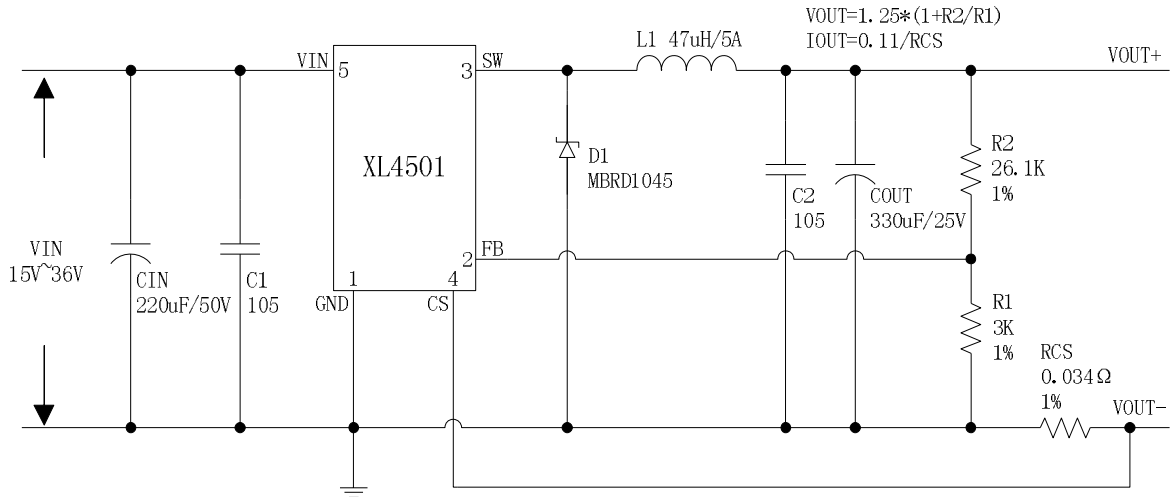 VOUT=1.25*(1+R2/R1)
IOUT=0.11/RCS
L1 47uH/5A
VIN
SW
VOUT+
5
3
XL4501
D1
MBRD1045
R2
26.1K
1%
C2
105
COUT
330uF/25V
VIN
15V~36V
FB
2
1
4
CIN
220uF/50V
C1
105
GND
CS
R1
3K
1%
RCS
0.034Ω
1%
VOUT-